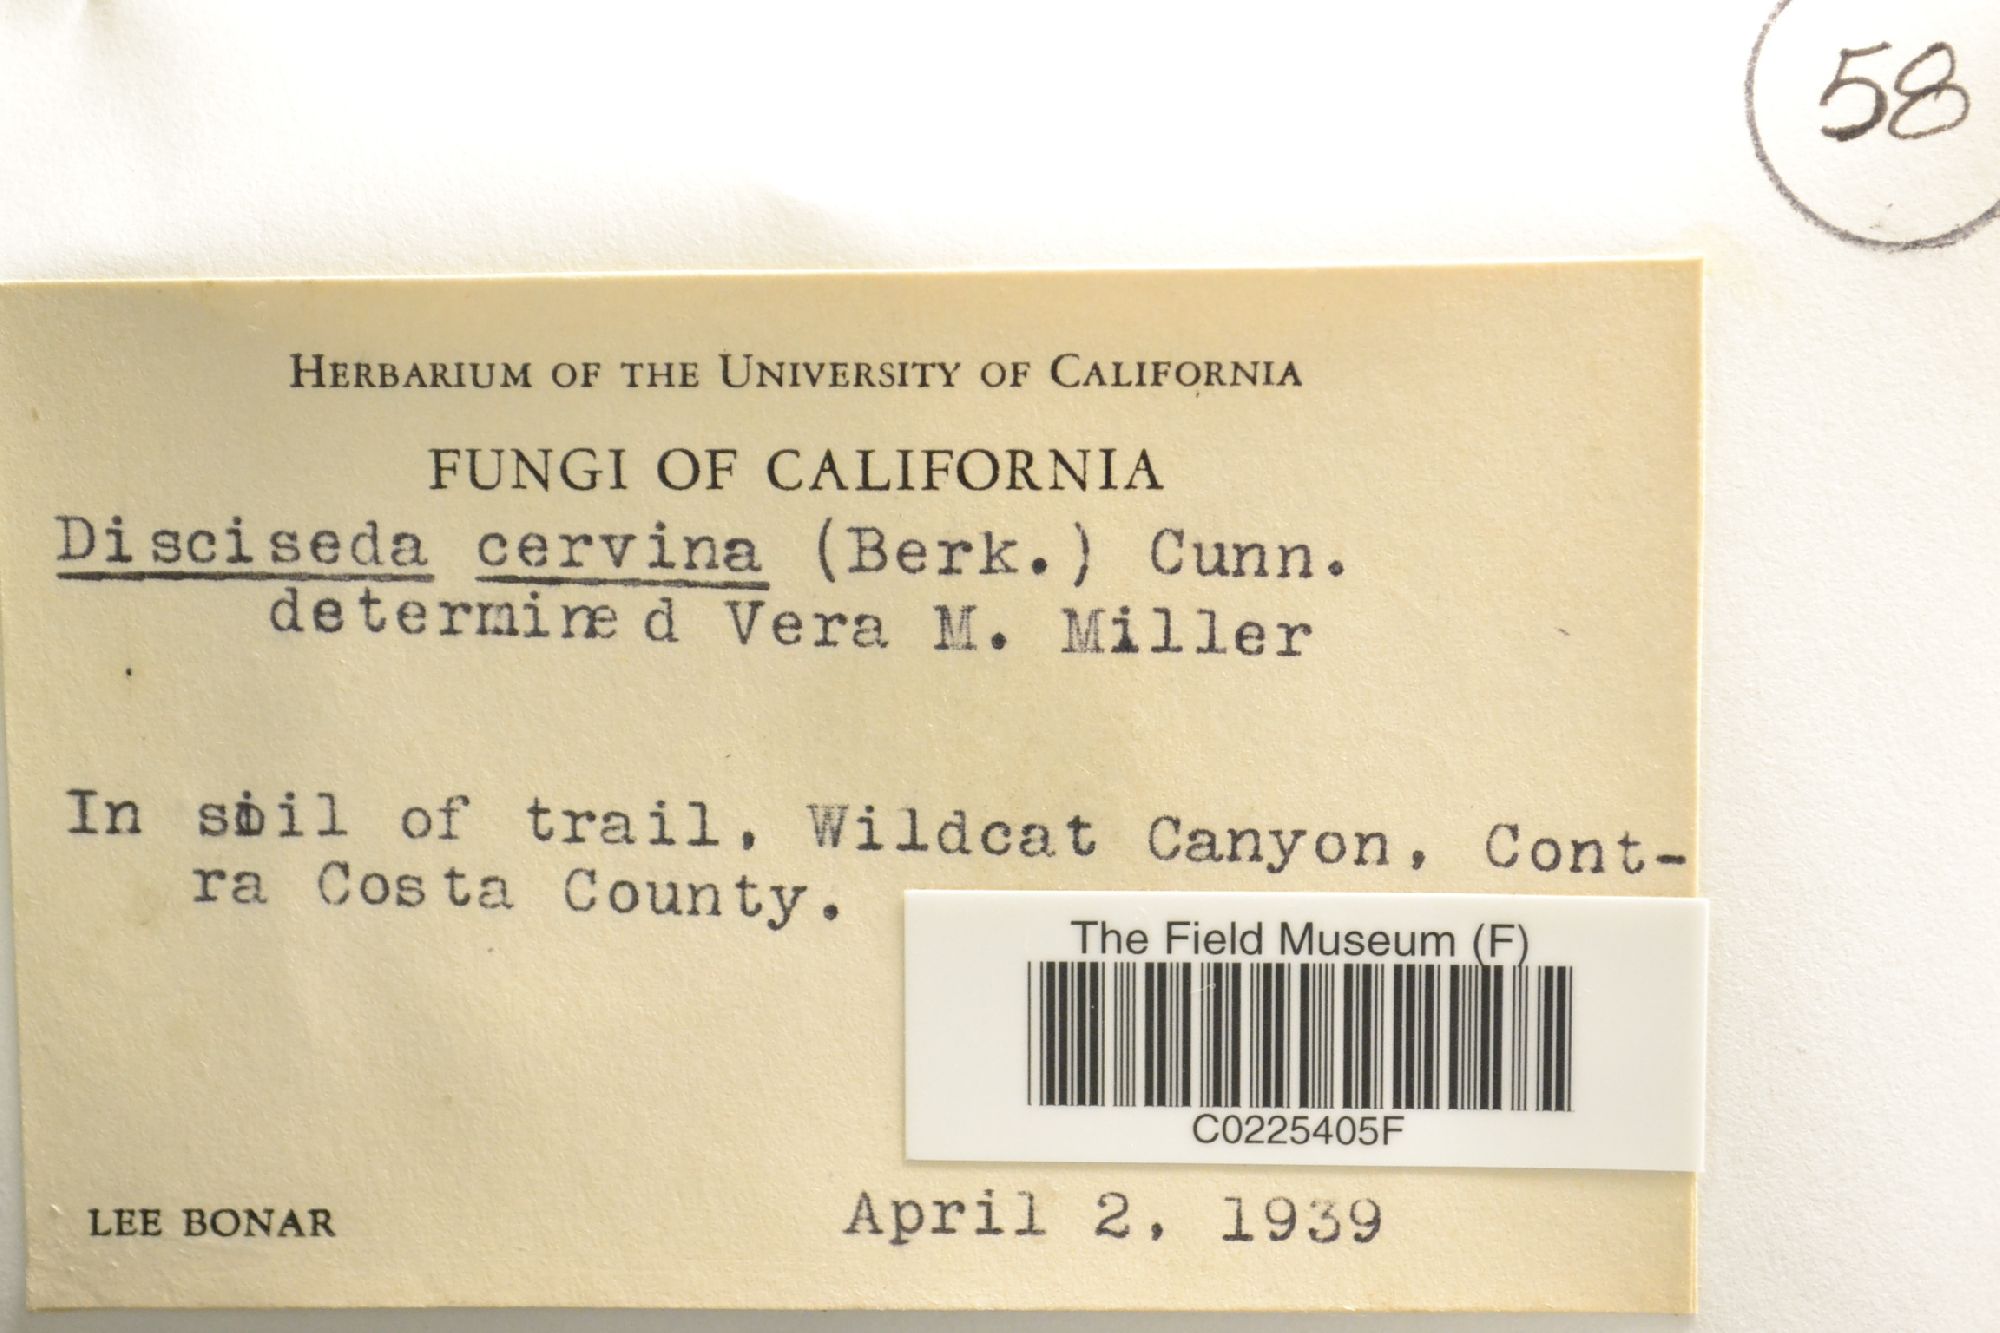 58
HERBARIUM OF THE UNIVERSITY OF CALIFORNIA
FUNGI OF CALIFORNIA
Disciseda cervina (Berk.) Cunn.
determined Vera M. Miller
In soil of trail, Wildcat Canyon, Cont-
ra Costa County.
The Field Museum (F)
C0225405F
LEE BONAR April 2, 1939